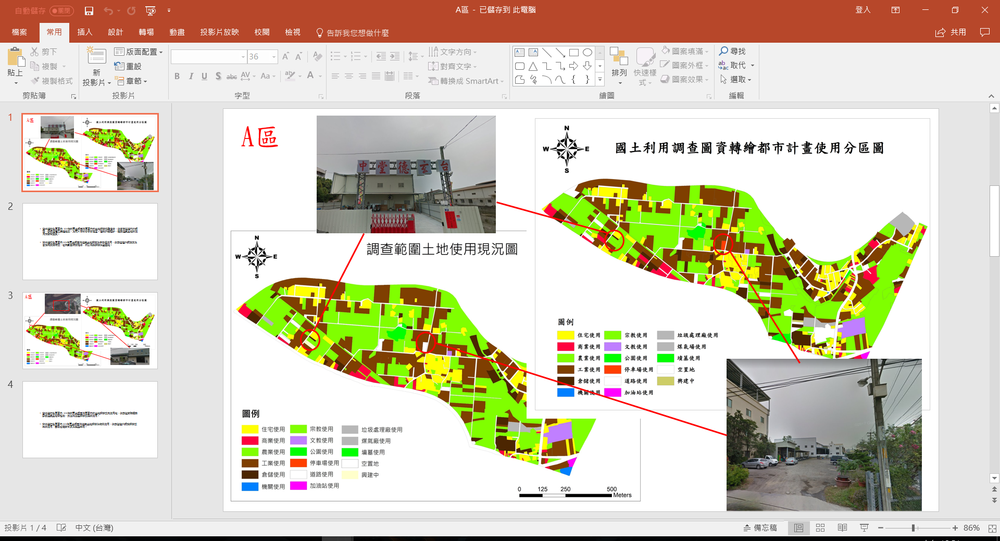 自動儲存 關閉
A區 - 已儲存到 此電腦
登入
檔案 常用 插入 設計 轉場 動畫 投影片放映 校閱 檢視 告訴我您想做什麼
共用
貼上
剪下
複製
複製格式
剪貼簿
新
投影片
版面配置
重設
章節
投影片
36
B I U S abc AV Aa A
字型
文字方向
對齊文字
轉換成 SmartArt
段落
排列
快速樣
式
圖案填滿
圖案外框
圖案效果
繪圖
尋找
取代
選取
編輯
1
2
3
4
A區
中堂德玄台
國土利用調查圖資轉繪都市計畫使用分區圖
N
W E
S
圖例
住宅使用 宗教使用 垃圾處理廠使用
商業使用 文教使用 煤氣場使用
農業使用 公園使用 墳墓使用
工業使用 停車場使用 空置地
倉儲使用 道路使用 興建中
機關使用 加油站使用
調查範圍土地使用現況圖
N
W E
S
圖例
住宅使用 宗教使用 垃圾處理廠使用
商業使用 文教使用 煤氣廠使用
農業使用 公園使用 墳墓使用
工業使用 停車場使用 空置地
倉儲使用 道路使用 興建中
機關使用 加油站使用
0 125 250 500
Meters
投影片 1 / 4 中文 (台灣)
備忘稿
86%